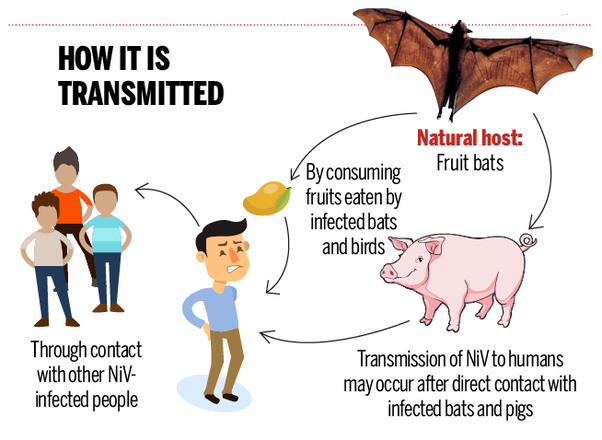 HOW IT IS
TRANSMITTED
Natural host:
Fruit bats
By consuming
fruits eaten by
infected bats
and birds
Through contact
with other NiV-
infected people
Transmission of NiV to humans
may occur after direct contact with
infected bats and pigs